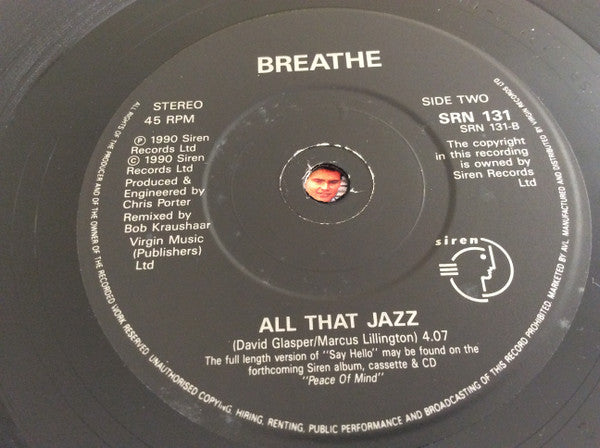 BREATHE
STEREO
45 RPM
℗ 1990 Siren
Records Ltd
© 1990 Siren
Records Ltd
Produced &
Engineered by
Chris Porter
Remixed by
Bob Kraushaar
Virgin Music
(Publishers)
Ltd
SIDE TWO
SRN 131
SRN 131-B
The copyright
in this recording
is owned by
Siren Records
Ltd
siren
ALL THAT JAZZ
(David Glasper/Marcus Lillington) 4.07
The full length version of "Say Hello" may be found on the
forthcoming Siren album, cassette & CD
"Peace Of Mind"
ALL RIGHTS OF THE PRODUCER AND OF THE OWNER OF THE RECORDED WORK RESERVED. UNAUTHORISED COPYING, HIRING, RENTING, PUBLIC PERFORMANCE AND BROADCASTING OF THIS RECORD PROHIBITED. MARKETED BY AVL. MANUFACTURED AND DISTRIBUTED BY VIRGIN RECORDS LTD